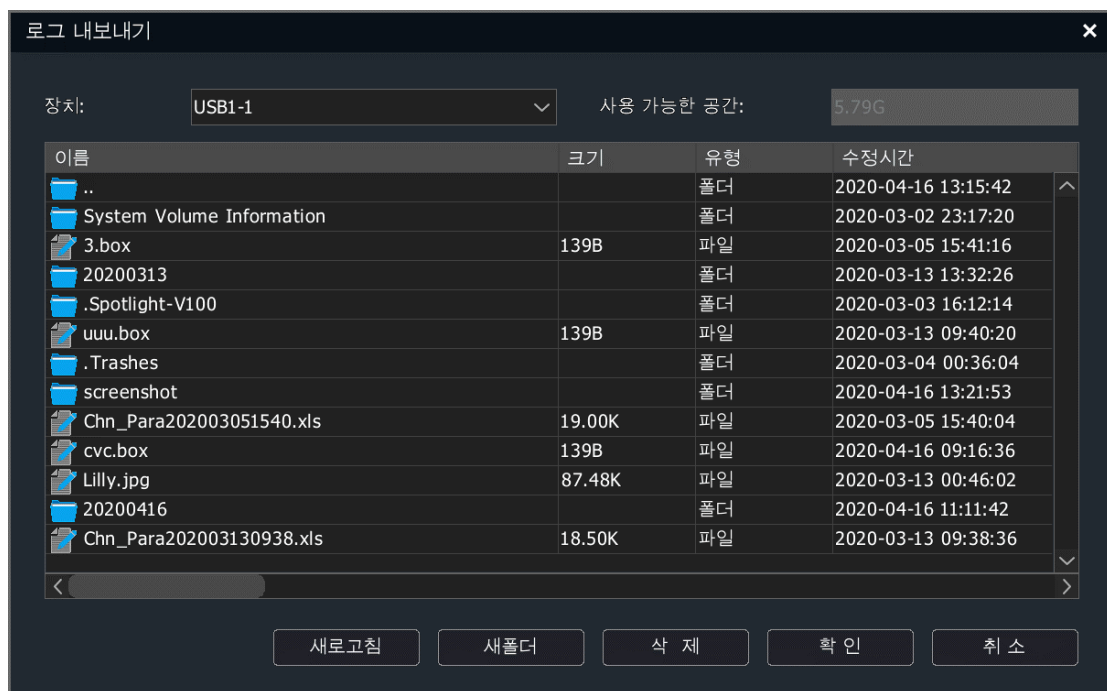 로그 내보내기
장치: USB1-1 사용 가능한 공간: 5.79G
이름 크기 유형 수정시간
.. 폴더 2020-04-16 13:15:42
System Volume Information 폴더 2020-03-02 23:17:20
3.box 139B 파일 2020-03-05 15:41:16
20200313 폴더 2020-03-13 13:32:26
.Spotlight-V100 폴더 2020-03-03 16:12:14
uuu.box 139B 파일 2020-03-13 09:40:20
.Trashes 폴더 2020-03-04 00:36:04
screenshot 폴더 2020-04-16 13:21:53
Chn_Para202003051540.xls 19.00K 파일 2020-03-05 15:40:04
cvc.box 139B 파일 2020-04-16 09:16:36
Lilly.jpg 87.48K 파일 2020-03-13 00:46:02
20200416 폴더 2020-04-16 11:11:42
Chn_Para202003130938.xls 18.50K 파일 2020-03-13 09:38:36
새로고침 새폴더 삭 제 확 인 취 소